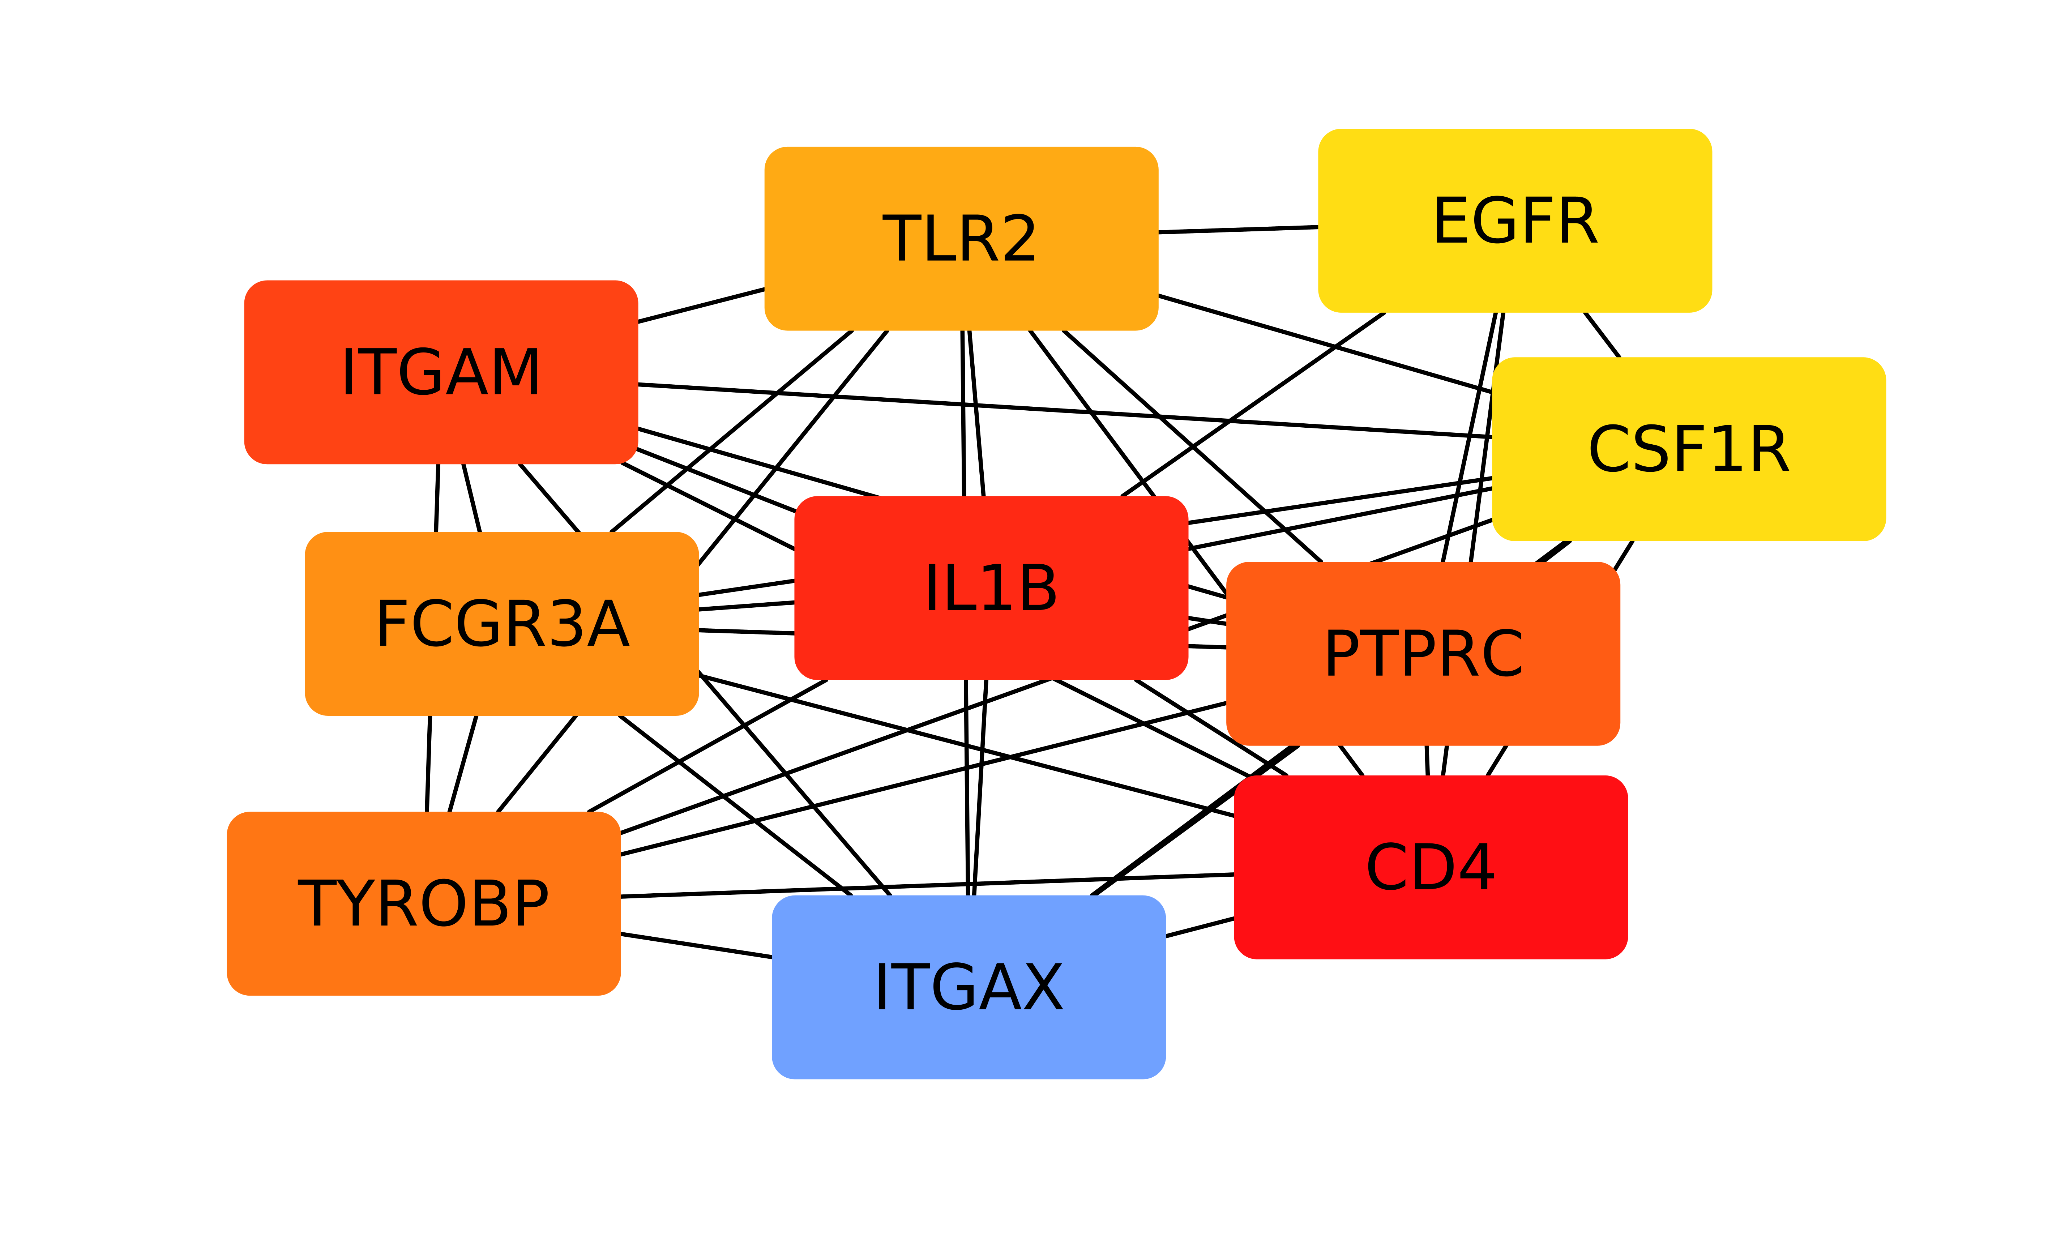 EGFR
TLR2
ITGAM
CSF1R
IL1B
FCGR3A
PTPRC
CD4
TYROBP
ITGAX